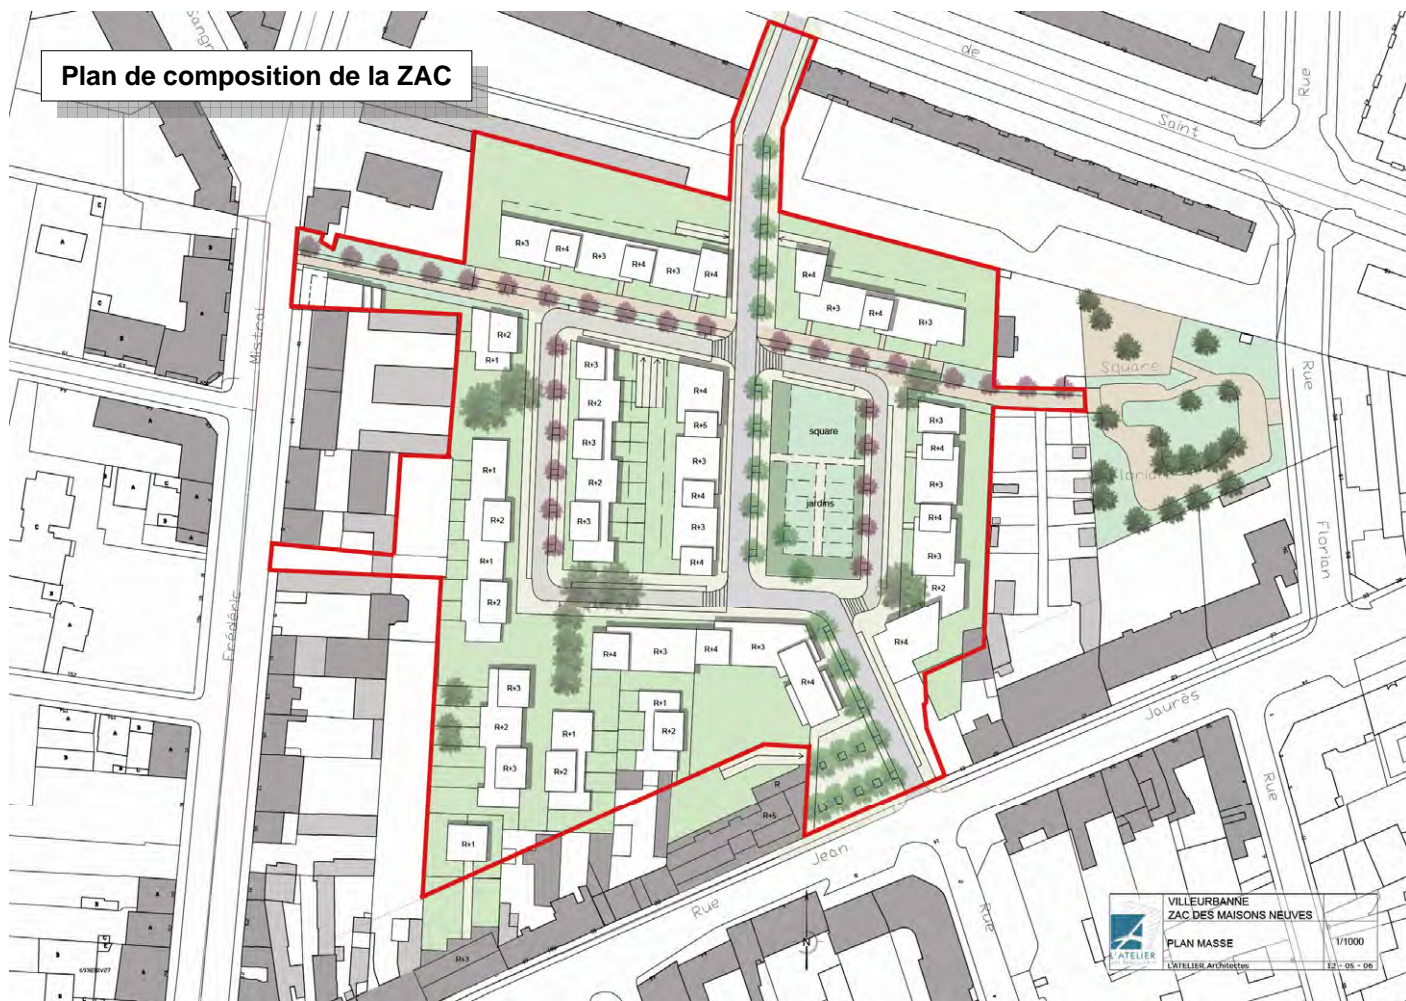 Plan de composition de la ZAC
de
Saint
Rue
Mistral
Frédéric
R+3
R+4
R+3
R+4
R+3
R+4
R+4
R+3
R+4
R+3
R+2
R+1
R+3
R+2
R+3
R+2
R+3
R+4
R+5
R+3
R+4
R+3
R+4
square
jardins
R+3
R+4
R+3
R+4
R+3
R+2
R+4
Square
Florian
Rue
Florian
R+1
R+2
R+1
R+2
R+4
R+3
R+4
R+3
R+4
R+3
R+2
R+3
R+1
R+2
R+1
R+2
R+1
R
R+5
R+3
Rue
Jean
Jaurès
Rue
Rue
N
693838V27
VILLEURBANNE
ZAC DES MAISONS NEUVES
PLAN MASSE
1/1000
L'ATELIER
L'ATELIER Architectes
12 - 05 - 06